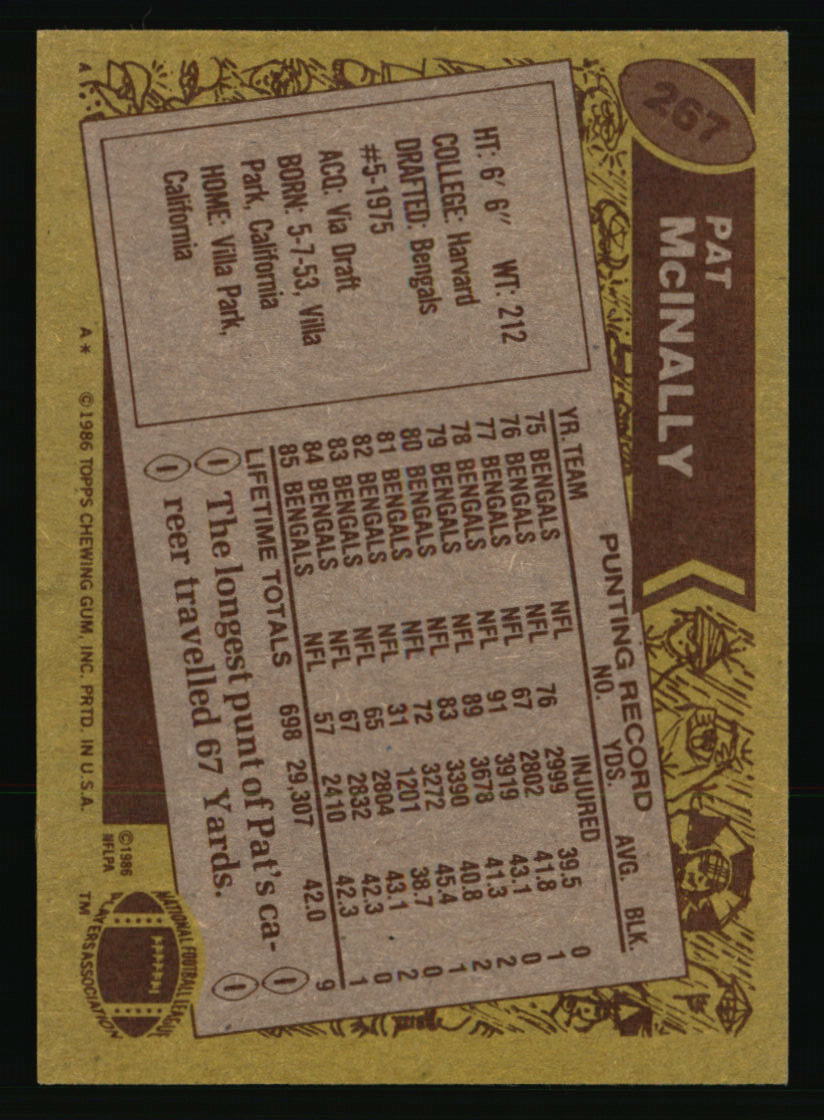 267
PAT
McINALLY
HT: 6' 6" WT: 212
COLLEGE: Harvard
DRAFTED: Bengals
#5-1975
ACQ: Via Draft
BORN: 5-7-53, Villa
Park, California
HOME: Villa Park,
California
PUNTING RECORD
YR. TEAM NO. YDS. AVG. BLK.
75 BENGALS INJURED
76 BENGALS NFL 76 2999 39.5 0
77 BENGALS NFL 67 2802 41.8 1
78 BENGALS NFL 91 3919 43.1 0
79 BENGALS NFL 89 3678 41.3 2
80 BENGALS NFL 83 3390 40.8 2
81 BENGALS NFL 72 3272 45.4 1
82 BENGALS NFL 31 1201 38.7 0
83 BENGALS NFL 65 2804 43.1 2
84 BENGALS NFL 67 2832 42.3 0
85 BENGALS NFL 57 2410 42.3 1
LIFETIME TOTALS 698 29,307 42.0 9
The longest punt of Pat's ca-
reer travelled 67 Yards.
©1986
NFLPA
NATIONAL FOOTBALL LEAGUE
PLAYERS ASSOCIATION
TM
A A* ©1986 TOPPS CHEWING GUM, INC. PRTD. IN U.S.A.